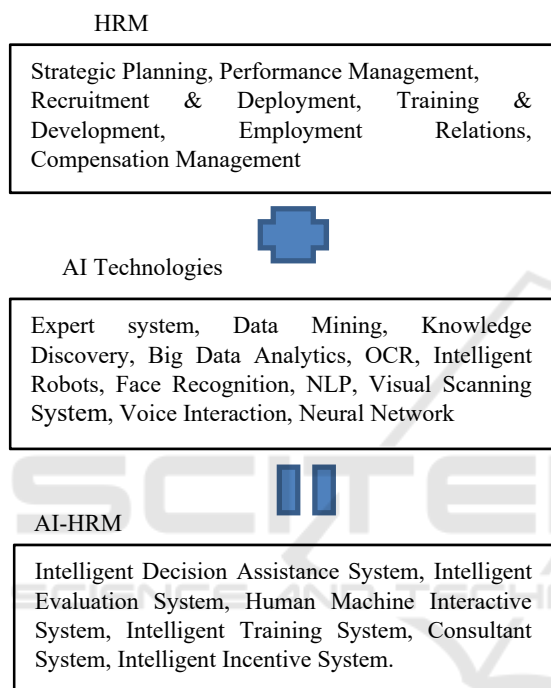 HRM
Strategic Planning, Performance Management,
Recruitment & Deployment, Training &
Development, Employment Relations,
Compensation Management
AI Technologies
Expert system, Data Mining, Knowledge
Discovery, Big Data Analytics, OCR, Intelligent
Robots, Face Recognition, NLP, Visual Scanning
System, Voice Interaction, Neural Network
AI-HRM
Intelligent Decision Assistance System, Intelligent
Evaluation System, Human Machine Interactive
System, Intelligent Training System, Consultant
System, Intelligent Incentive System.